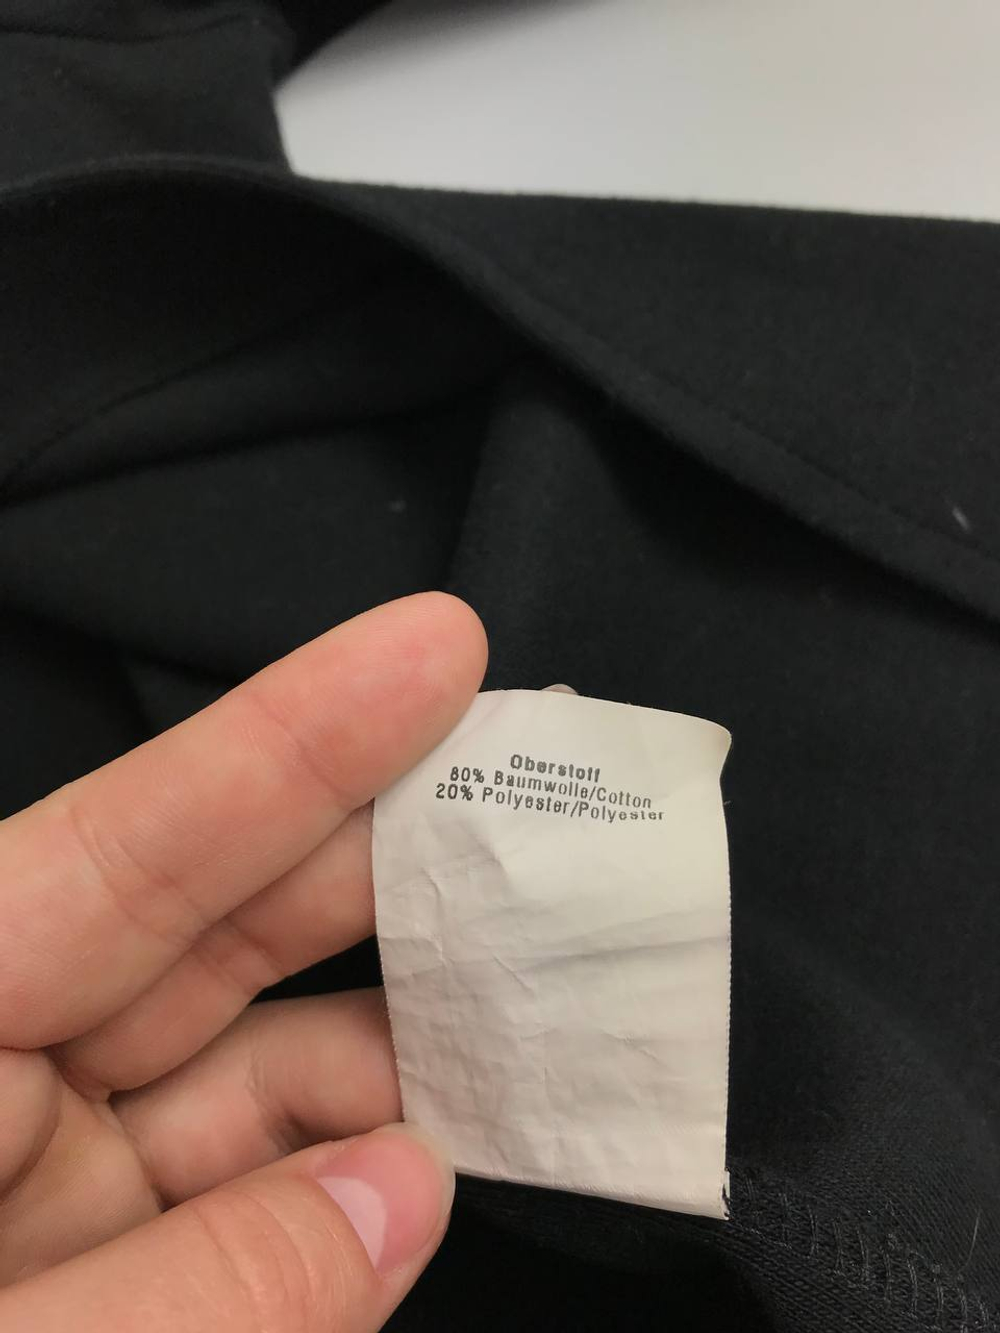 Oberstoff
80% Baumwolle/Cotton
20% Polyester/Polyester